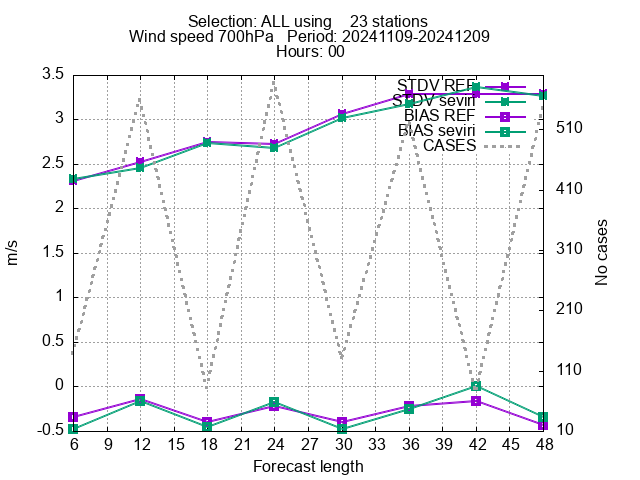 Selection: ALL using 23 stations
Wind speed 700hPa Period: 20241109-20241209
Hours: 00
3.5
3
2.5
2
1.5
1
0.5
0
-0.5
m/s
STDV REF
STDV seviri
BIAS REF
BIAS seviri
CASES
510
410
310
210
110
10
No cases
6 9 12 15 18 21 24 27 30 33 36 39 42 45 48
Forecast length